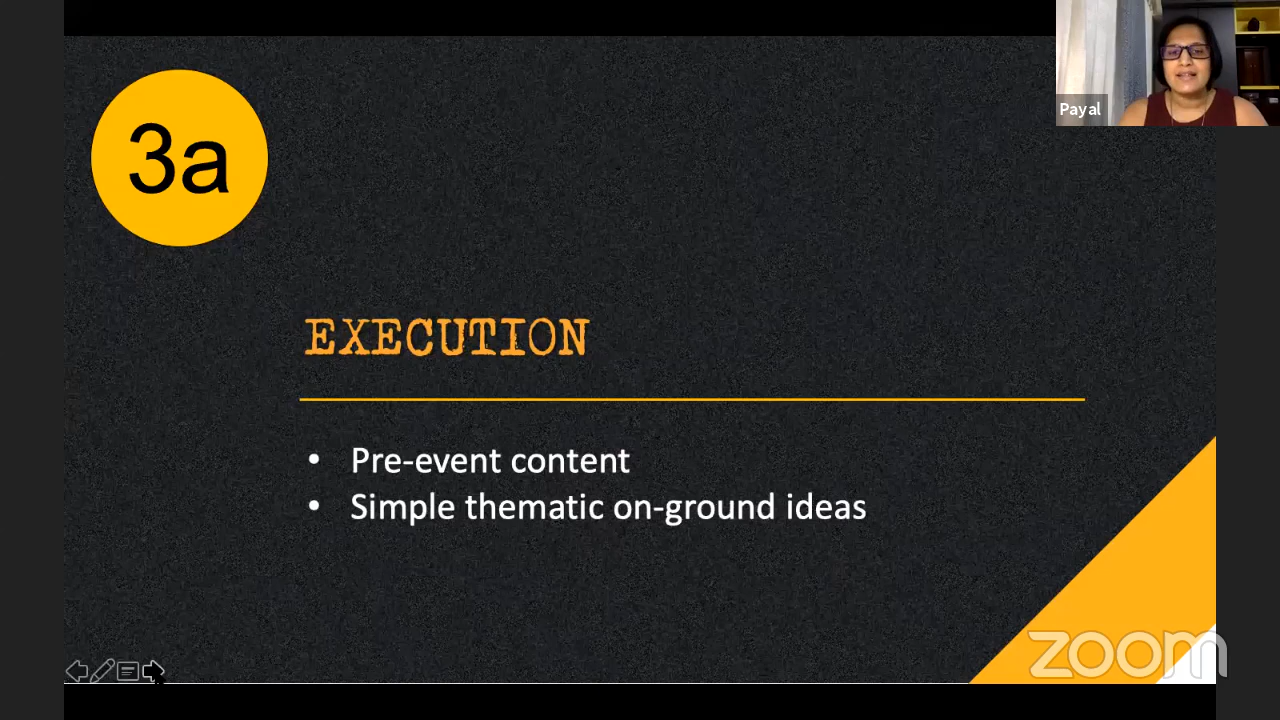 Payal
3a
EXECUTION
• Pre-event content
• Simple thematic on-ground ideas
zoom